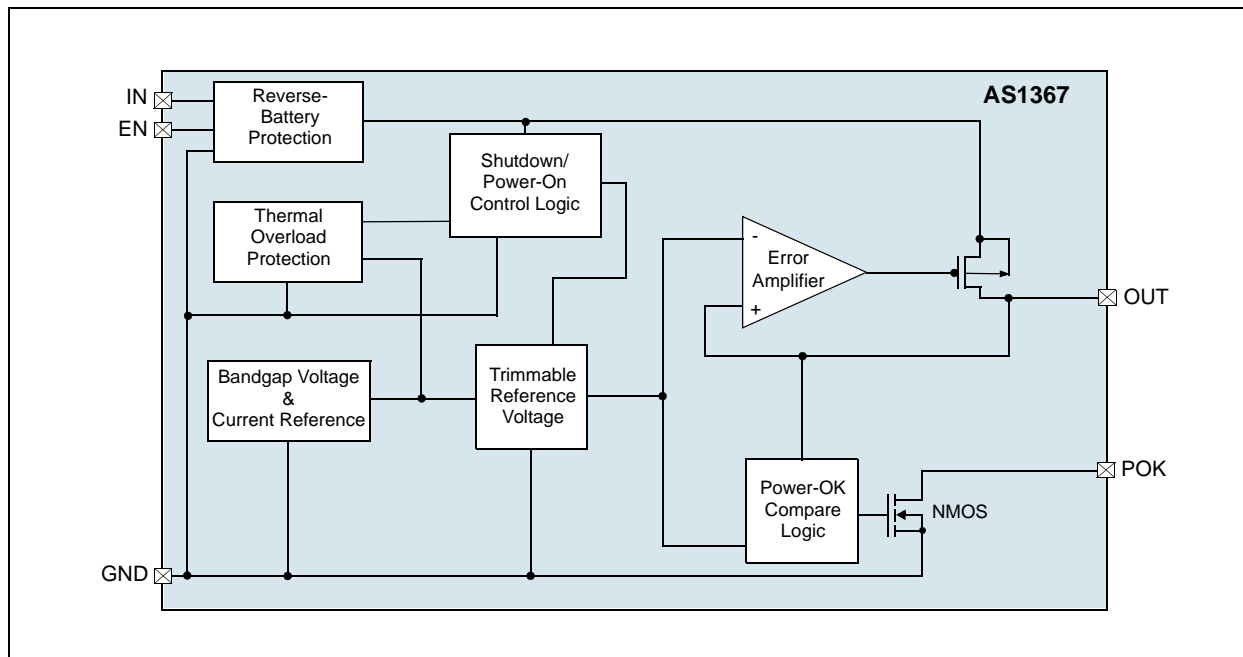 AS1367
IN
EN
Reverse-
Battery
Protection
Shutdown/
Power-On
Control Logic
Thermal
Overload
Protection
-
Error
Amplifier
+
OUT
Bandgap Voltage
&
Current Reference
Trimmable
Reference
Voltage
Power-OK
Compare
Logic
NMOS
POK
GND